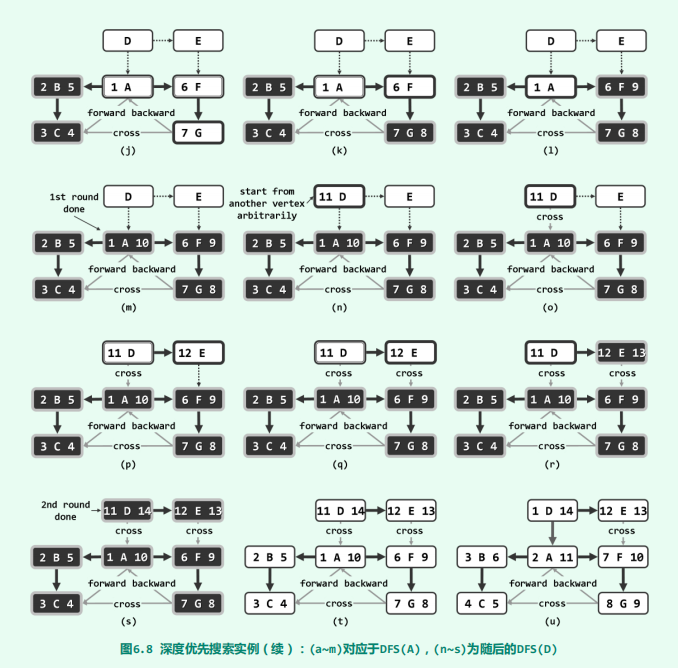 D E
2 B 5 1 A 6 F
forward backward
3 C 4 cross 7 G
(j)
D E
2 B 5 1 A 6 F
forward backward
3 C 4 cross 7 G 8
(k)
D E
2 B 5 1 A 6 F 9
forward backward
3 C 4 cross 7 G 8
(l)
1st round
done
D E
2 B 5 1 A 10 6 F 9
forward backward
3 C 4 cross 7 G 8
(m)
start from
another vertex
arbitrarily
11 D E
2 B 5 1 A 10 6 F 9
forward backward
3 C 4 cross 7 G 8
(n)
11 D E
cross
2 B 5 1 A 10 6 F 9
forward backward
3 C 4 cross 7 G 8
(o)
11 D 12 E
cross
2 B 5 1 A 10 6 F 9
forward backward
3 C 4 cross 7 G 8
(p)
11 D 12 E
cross cross
2 B 5 1 A 10 6 F 9
forward backward
3 C 4 cross 7 G 8
(q)
11 D 12 E 13
cross cross
2 B 5 1 A 10 6 F 9
forward backward
3 C 4 cross 7 G 8
(r)
2nd round
done
11 D 14 12 E 13
cross cross
2 B 5 1 A 10 6 F 9
forward backward
3 C 4 cross 7 G 8
(s)
11 D 14 12 E 13
cross cross
2 B 5 1 A 10 6 F 9
forward backward
3 C 4 cross 7 G 8
(t)
1 D 14 12 E 13
cross
3 B 6 2 A 11 7 F 10
forward backward
4 C 5 cross 8 G 9
(u)
图6.8 深度优先搜索实例(续):(a~m)对应于DFS(A),(n~s)为随后的DFS(D)